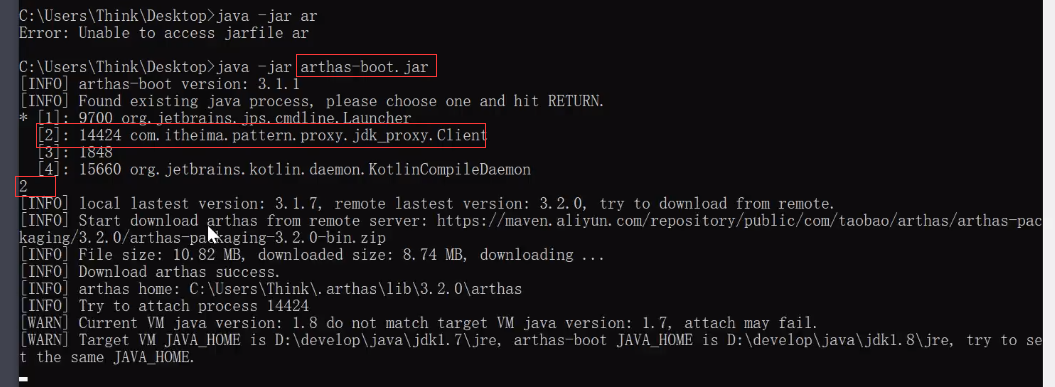 C:\Users\Think\Desktop>java -jar ar
Error: Unable to access jarfile ar
C:\Users\Think\Desktop>java -jar arthas-boot.jar
[INFO] arthas-boot version: 3.1.1
[INFO] Found existing java process, please choose one and hit RETURN.
* [1]: 9700 org.jetbrains.jps.cmdline.Launcher
[2]: 14424 com.itheima.pattern.proxy.jdk_proxy.Client
[3]: 1848
[4]: 15660 org.jetbrains.kotlin.daemon.KotlinCompileDaemon
2
[INFO] local lastest version: 3.1.7, remote lastest version: 3.2.0, try to download from remote.
[INFO] Start download arthas from remote server: https://maven.aliyun.com/repository/public/com/taobao/arthas/arthas-pac
kaging/3.2.0/arthas-packaging-3.2.0-bin.zip
[INFO] File size: 10.82 MB, downloaded size: 8.74 MB, downloading ...
[INFO] Download arthas success.
[INFO] arthas home: C:\Users\Think\.arthas\lib\3.2.0\arthas
[INFO] Try to attach process 14424
[WARN] Current VM java version: 1.8 do not match target VM java version: 1.7, attach may fail.
[WARN] Target VM JAVA_HOME is D:\develop\java\jdk1.7\jre, arthas-boot JAVA_HOME is D:\develop\java\jdk1.8\jre, try to se
t the same JAVA_HOME.